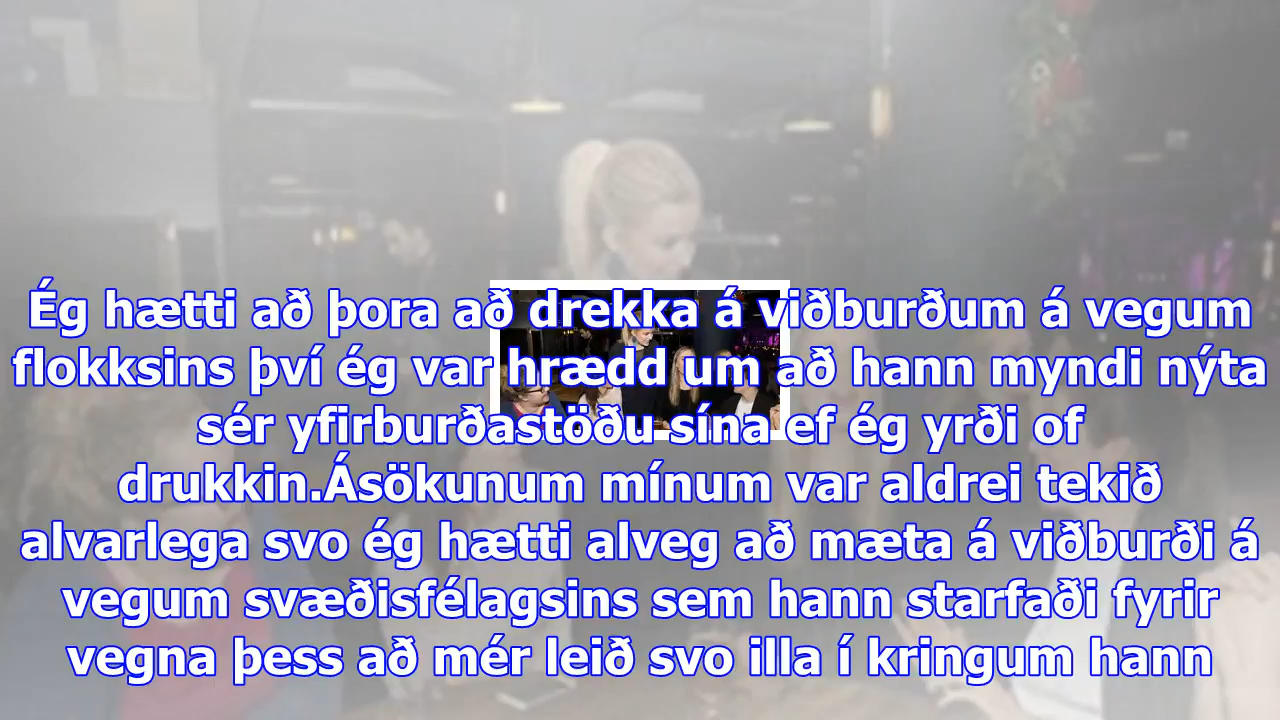 Ég hætti að þora að drekka á viðburðum á vegum
flokksins því ég var hrædd um að hann myndi nýta
sér yfirburðastöðu sína ef ég yrði of
drukkin.Ásökunum mínum var aldrei tekið
alvarlega svo ég hætti alveg að mæta á viðburði á
vegum svæðisfélagsins sem hann starfaði fyrir
vegna þess að mér leið svo illa í kringum hann